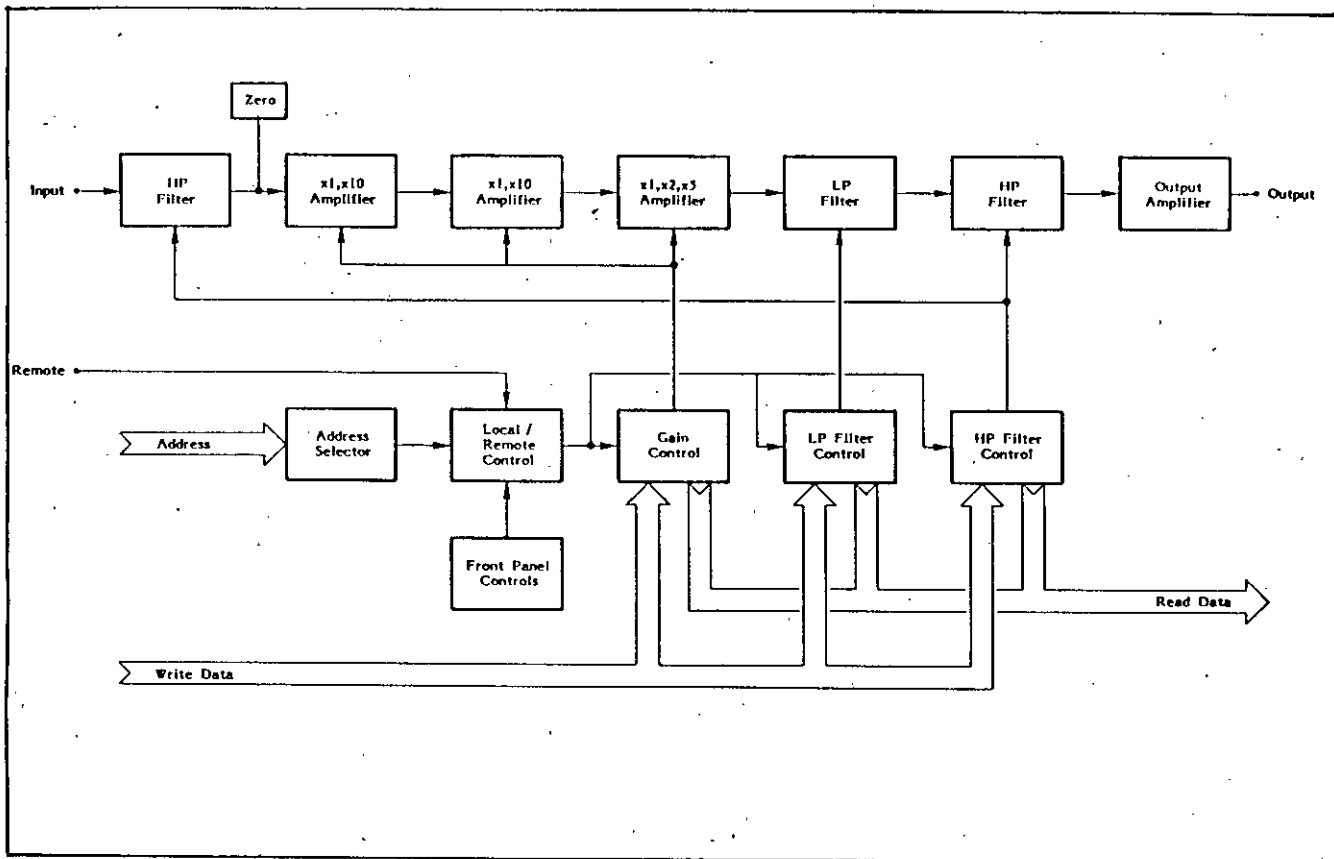 Zero
Input
HP
Filter
x1,x10
Amplifier
x1,x10
Amplifier
x1,x2,x5
Amplifier
LP
Filter
HP
Filter
Output
Amplifier
Output
Remote
Address
Address
Selector
Local /
Remote
Control
Gain
Control
LP Filter
Control
HP Filter
Control
Front Panel
Controls
Read Data
Write Data